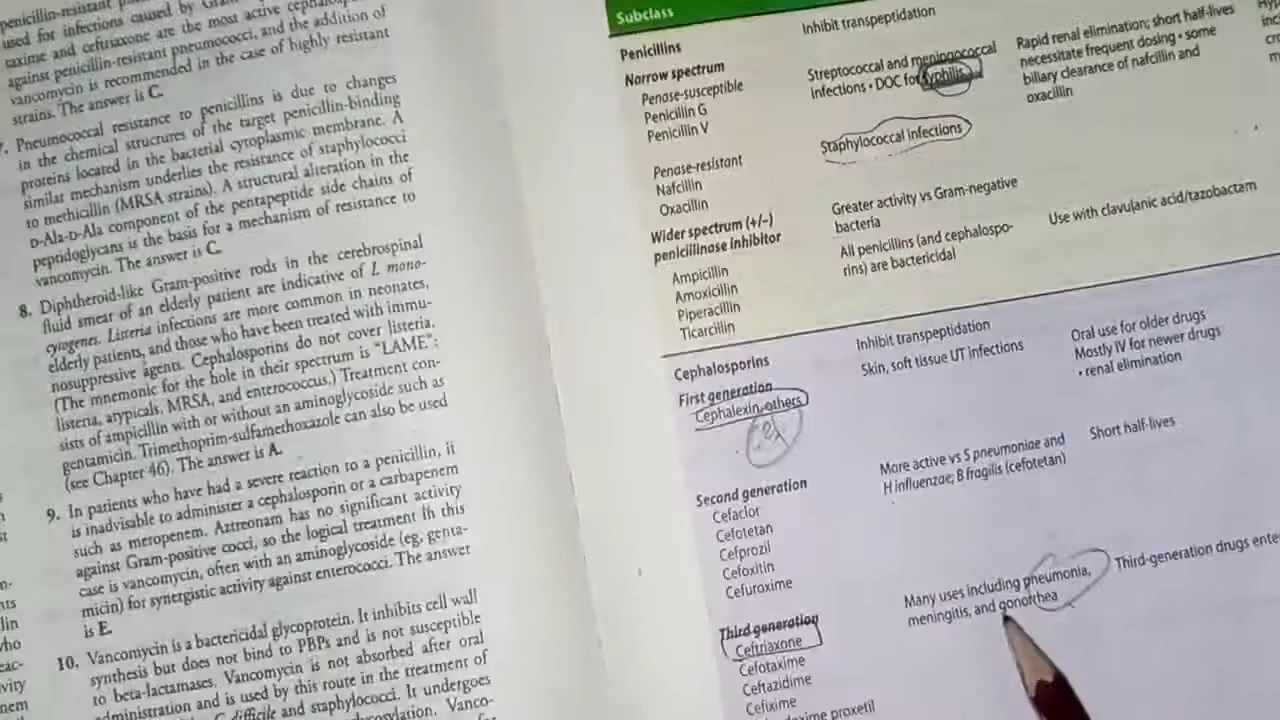 penicillin-resistant
used for infections caused by Gram
taxime and ceftriaxone are the most active cephalospo
against penicillin-resistant pneumococci, and the addition of
vancomycin is recommended in the case of highly resistant
strains. The answer is C.
7. Pneumococcal resistance to penicillins is due to changes
in the chemical structures of the target penicillin-binding
proteins located in the bacterial cytoplasmic membrane. A
similar mechanism underlies the resistance of staphylococci
to methicillin (MRSA strains). A structural alteration in the
D-Ala-D-Ala component of the pentapeptide side chains of
peptidoglycans is the basis for a mechanism of resistance to
vancomycin. The answer is C.
8. Diphtheroid-like Gram-positive rods in the cerebrospinal
fluid smear of an elderly patient are indicative of L mono-
cytogenes. Listeria infections are more common in neonates,
elderly patients, and those who have been treated with immu-
nosuppressive agents. Cephalosporins do not cover listeria.
(The mnemonic for the hole in their spectrum is "LAME":
listeria, atypicals, MRSA, and enterococcus.) Treatment con-
sists of ampicillin with or without an aminoglycoside such as
gentamicin. Trimethoprim-sulfamethoxazole can also be used
(see Chapter 46). The answer is A.
9. In patients who have had a severe reaction to a penicillin, it
is inadvisable to administer a cephalosporin or a carbapenem
such as meropenem. Aztreonam has no significant activity
against Gram-positive cocci, so the logical treatment in this
case is vancomycin, often with an aminoglycoside (eg, genta-
micin) for synergistic activity against enterococci. The answer
is E.
10. Vancomycin is a bactericidal glycoprotein. It inhibits cell wall
synthesis but does not bind to PBPs and is not susceptible
to beta-lactamases. Vancomycin is not absorbed after oral
administration and is used by this route in the treatment of
C difficile and staphylococci. It undergoes
Vanco-
Subclass
Penicillins
Inhibit transpeptidation
Narrow spectrum
Penase-susceptible
Penicillin G
Penicillin V
Streptococcal and meningococcal
infections • DOC for syphilis
Rapid renal elimination; short half-lives
necessitate frequent dosing • some
biliary clearance of nafcillin and
oxacillin
Penase-resistant
Nafcillin
Oxacillin
Staphylococcal infections
Wider spectrum (+/–)
penicillinase inhibitor
Ampicillin
Amoxicillin
Piperacillin
Ticarcillin
Greater activity vs Gram-negative
bacteria
All penicillins (and cephalospo-
rins) are bactericidal
Use with clavulanic acid/tazobactam
Cephalosporins
Inhibit transpeptidation
First generation
Cephalexin, others
Skin, soft tissue UT infections
Oral use for older drugs
Mostly IV for newer drugs
• renal elimination
Second generation
Cefaclor
Cefotetan
Cefprozil
Cefoxitin
Cefuroxime
More active vs S pneumoniae and
H influenzae; B fragilis (cefotetan)
Short half-lives
Third generation
Ceftriaxone
Cefotaxime
Ceftazidime
Cefixime
proxetil
Many uses including pneumonia,
meningitis, and gonorrhea
Third-generation drugs ente